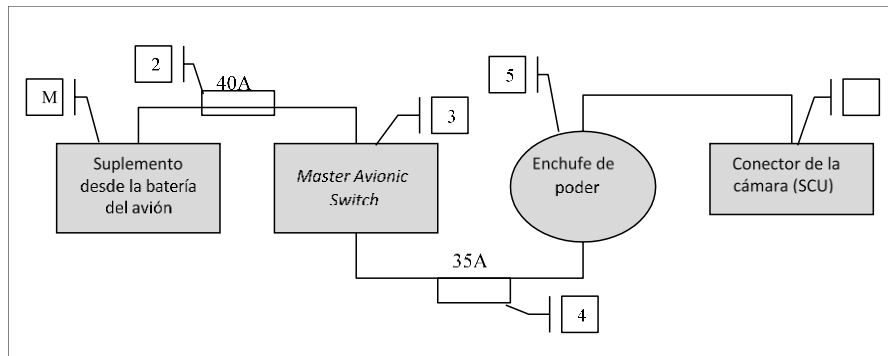 2
40A
M
3
5
Suplemento
desde la batería
del avión
Master Avionic
Switch
Enchufe de
poder
Conector de la
cámara (SCU)
35A
4